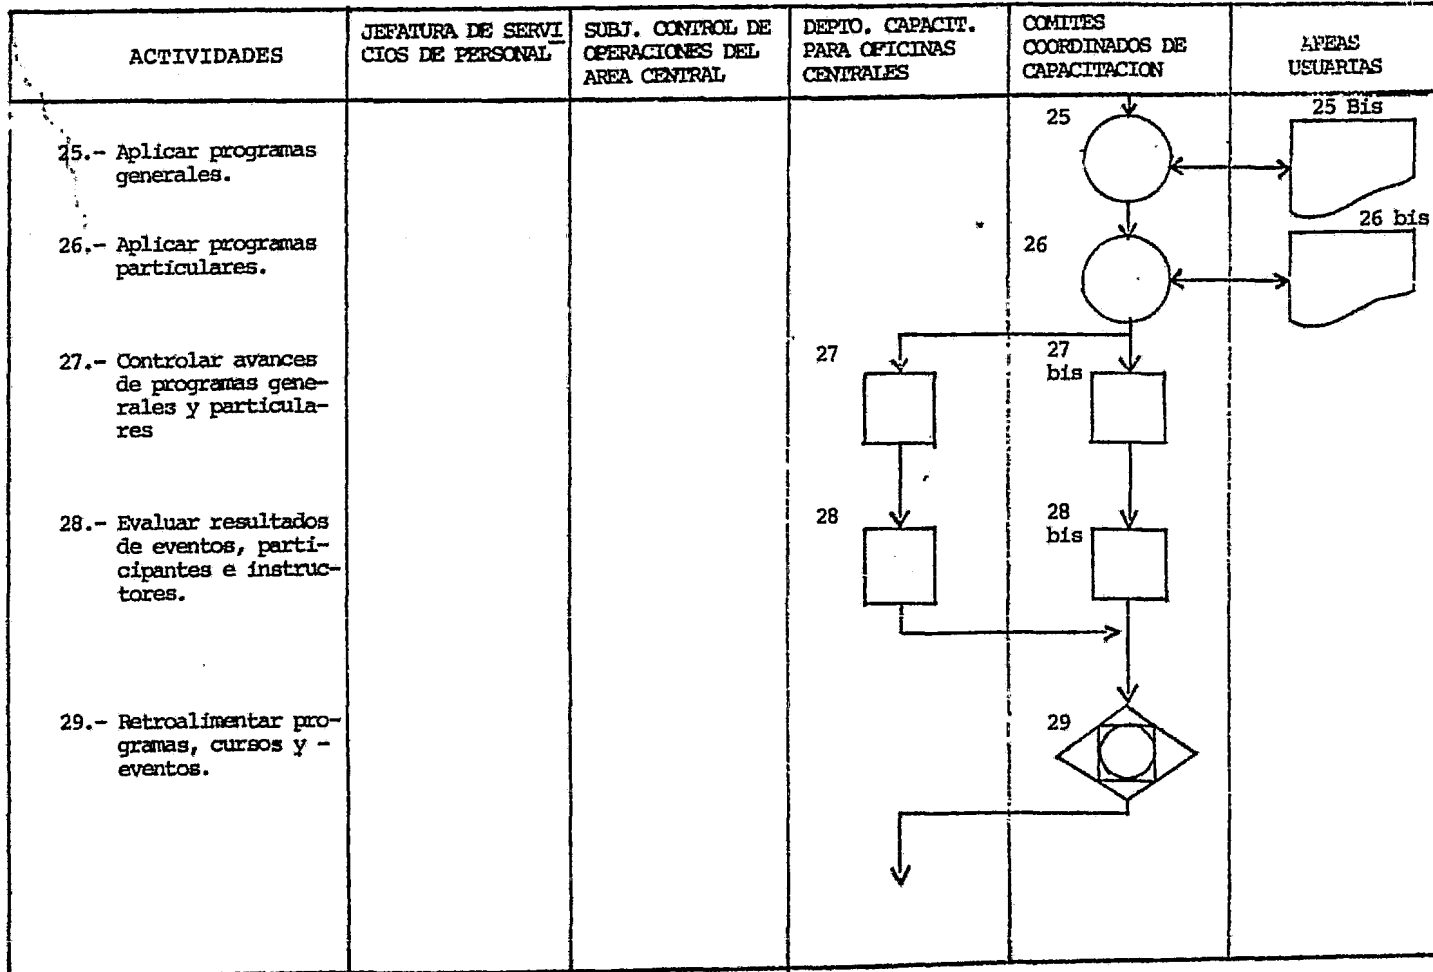 ACTIVIDADES
JEFATURA DE SERVI
CIOS DE PERSONAL
SUBJ. CONTROL DE
OPERACIONES DEL
AREA CENTRAL
DEPTO. CAPACIT.
PARA OFICINAS
CENTRALES
COMITES
COORDINADOS DE
CAPACITACION
AREAS
USUARIAS
25.- Aplicar programas
generales.
25
25 Bis
26.- Aplicar programas
particulares.
26
26 bis
27.- Controlar avances
de programas gene-
rales y particula-
res
27
27
bis
28.- Evaluar resultados
de eventos, parti-
cipantes e instruc-
tores.
28
28
bis
29.- Retroalimentar pro-
gramas, cursos y -
eventos.
29